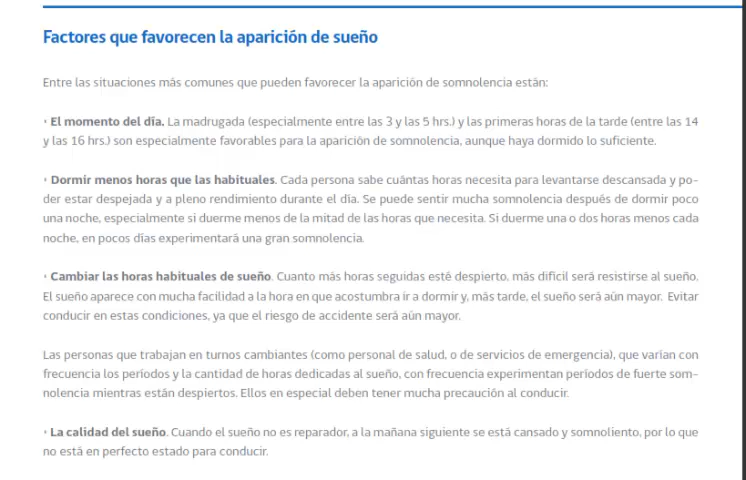 Factores que favorecen la aparición de sueño
Entre las situaciones más comunes que pueden favorecer la aparición de somnolencia están:
· El momento del día. La madrugada (especialmente entre las 3 y las 5 hrs.) y las primeras horas de la tarde (entre las 14
y las 16 hrs.) son especialmente favorables para la aparición de somnolencia, aunque haya dormido lo suficiente.
· Dormir menos horas que las habituales. Cada persona sabe cuántas horas necesita para levantarse descansada y po-
der estar despejada y a pleno rendimiento durante el día. Se puede sentir mucha somnolencia después de dormir poco
una noche, especialmente si duerme menos de la mitad de las horas que necesita. Si duerme una o dos horas menos cada
noche, en pocos días experimentará una gran somnolencia.
· Cambiar las horas habituales de sueño. Cuanto más horas seguidas esté despierto, más difícil será resistirse al sueño.
El sueño aparece con mucha facilidad a la hora en que acostumbra ir a dormir y, más tarde, el sueño será aún mayor. Evitar
conducir en estas condiciones, ya que el riesgo de accidente será aún mayor.
Las personas que trabajan en turnos cambiantes (como personal de salud, o de servicios de emergencia), que varían con
frecuencia los períodos y la cantidad de horas dedicadas al sueño, con frecuencia experimentan períodos de fuerte som-
nolencia mientras están despiertos. Ellos en especial deben tener mucha precaución al conducir.
· La calidad del sueño. Cuando el sueño no es reparador, a la mañana siguiente se está cansado y somnoliento, por lo que
no está en perfecto estado para conducir.